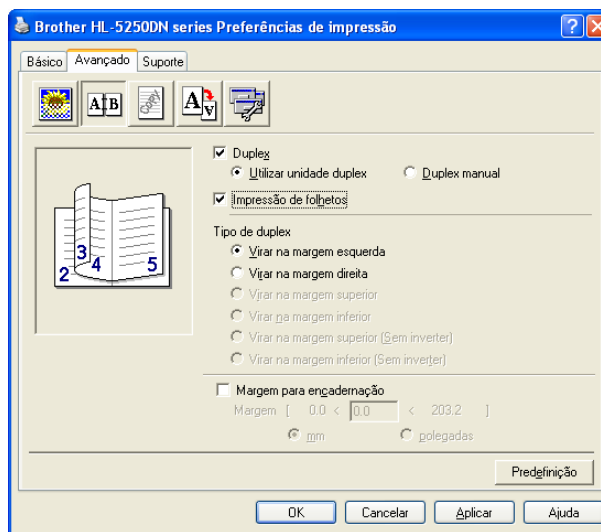 Brother HL-5250DN series Preferências de impressão
Básico Avançado Suporte
A B A V
Duplex
Utilizar unidade duplex Duplex manual
Impressão de folhetos
Tipo de duplex
Virar na margem esquerda
Virar na margem direita
Virar na margem superior
Virar na margem inferior
Virar na margem superior (Sem inverter)
Virar na margem inferior (Sem inverter)
2 3 4 5
Margem para encadernação
Margem [ 0.0 < 0.0 < 203.2 ]
mm polegadas
Predefinição
OK Cancelar Aplicar Ajuda